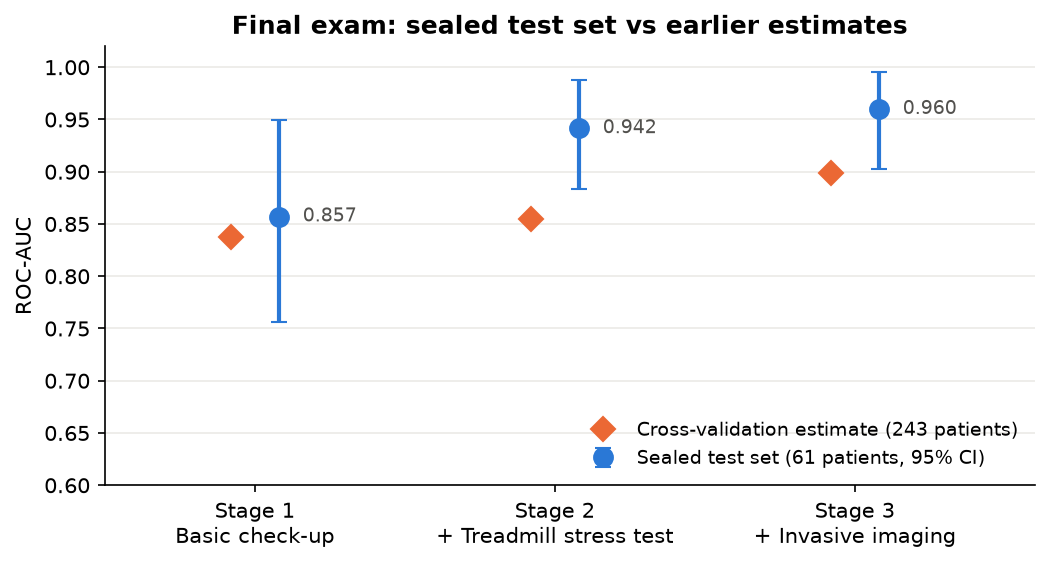 Final exam: sealed test set vs earlier estimates
ROC-AUC
1.00
0.95
0.90
0.85
0.80
0.75
0.70
0.65
0.60
0.857
0.942
0.960
Cross-validation estimate (243 patients)
Sealed test set (61 patients, 95% CI)
Stage 1
Basic check-up
Stage 2
+ Treadmill stress test
Stage 3
+ Invasive imaging